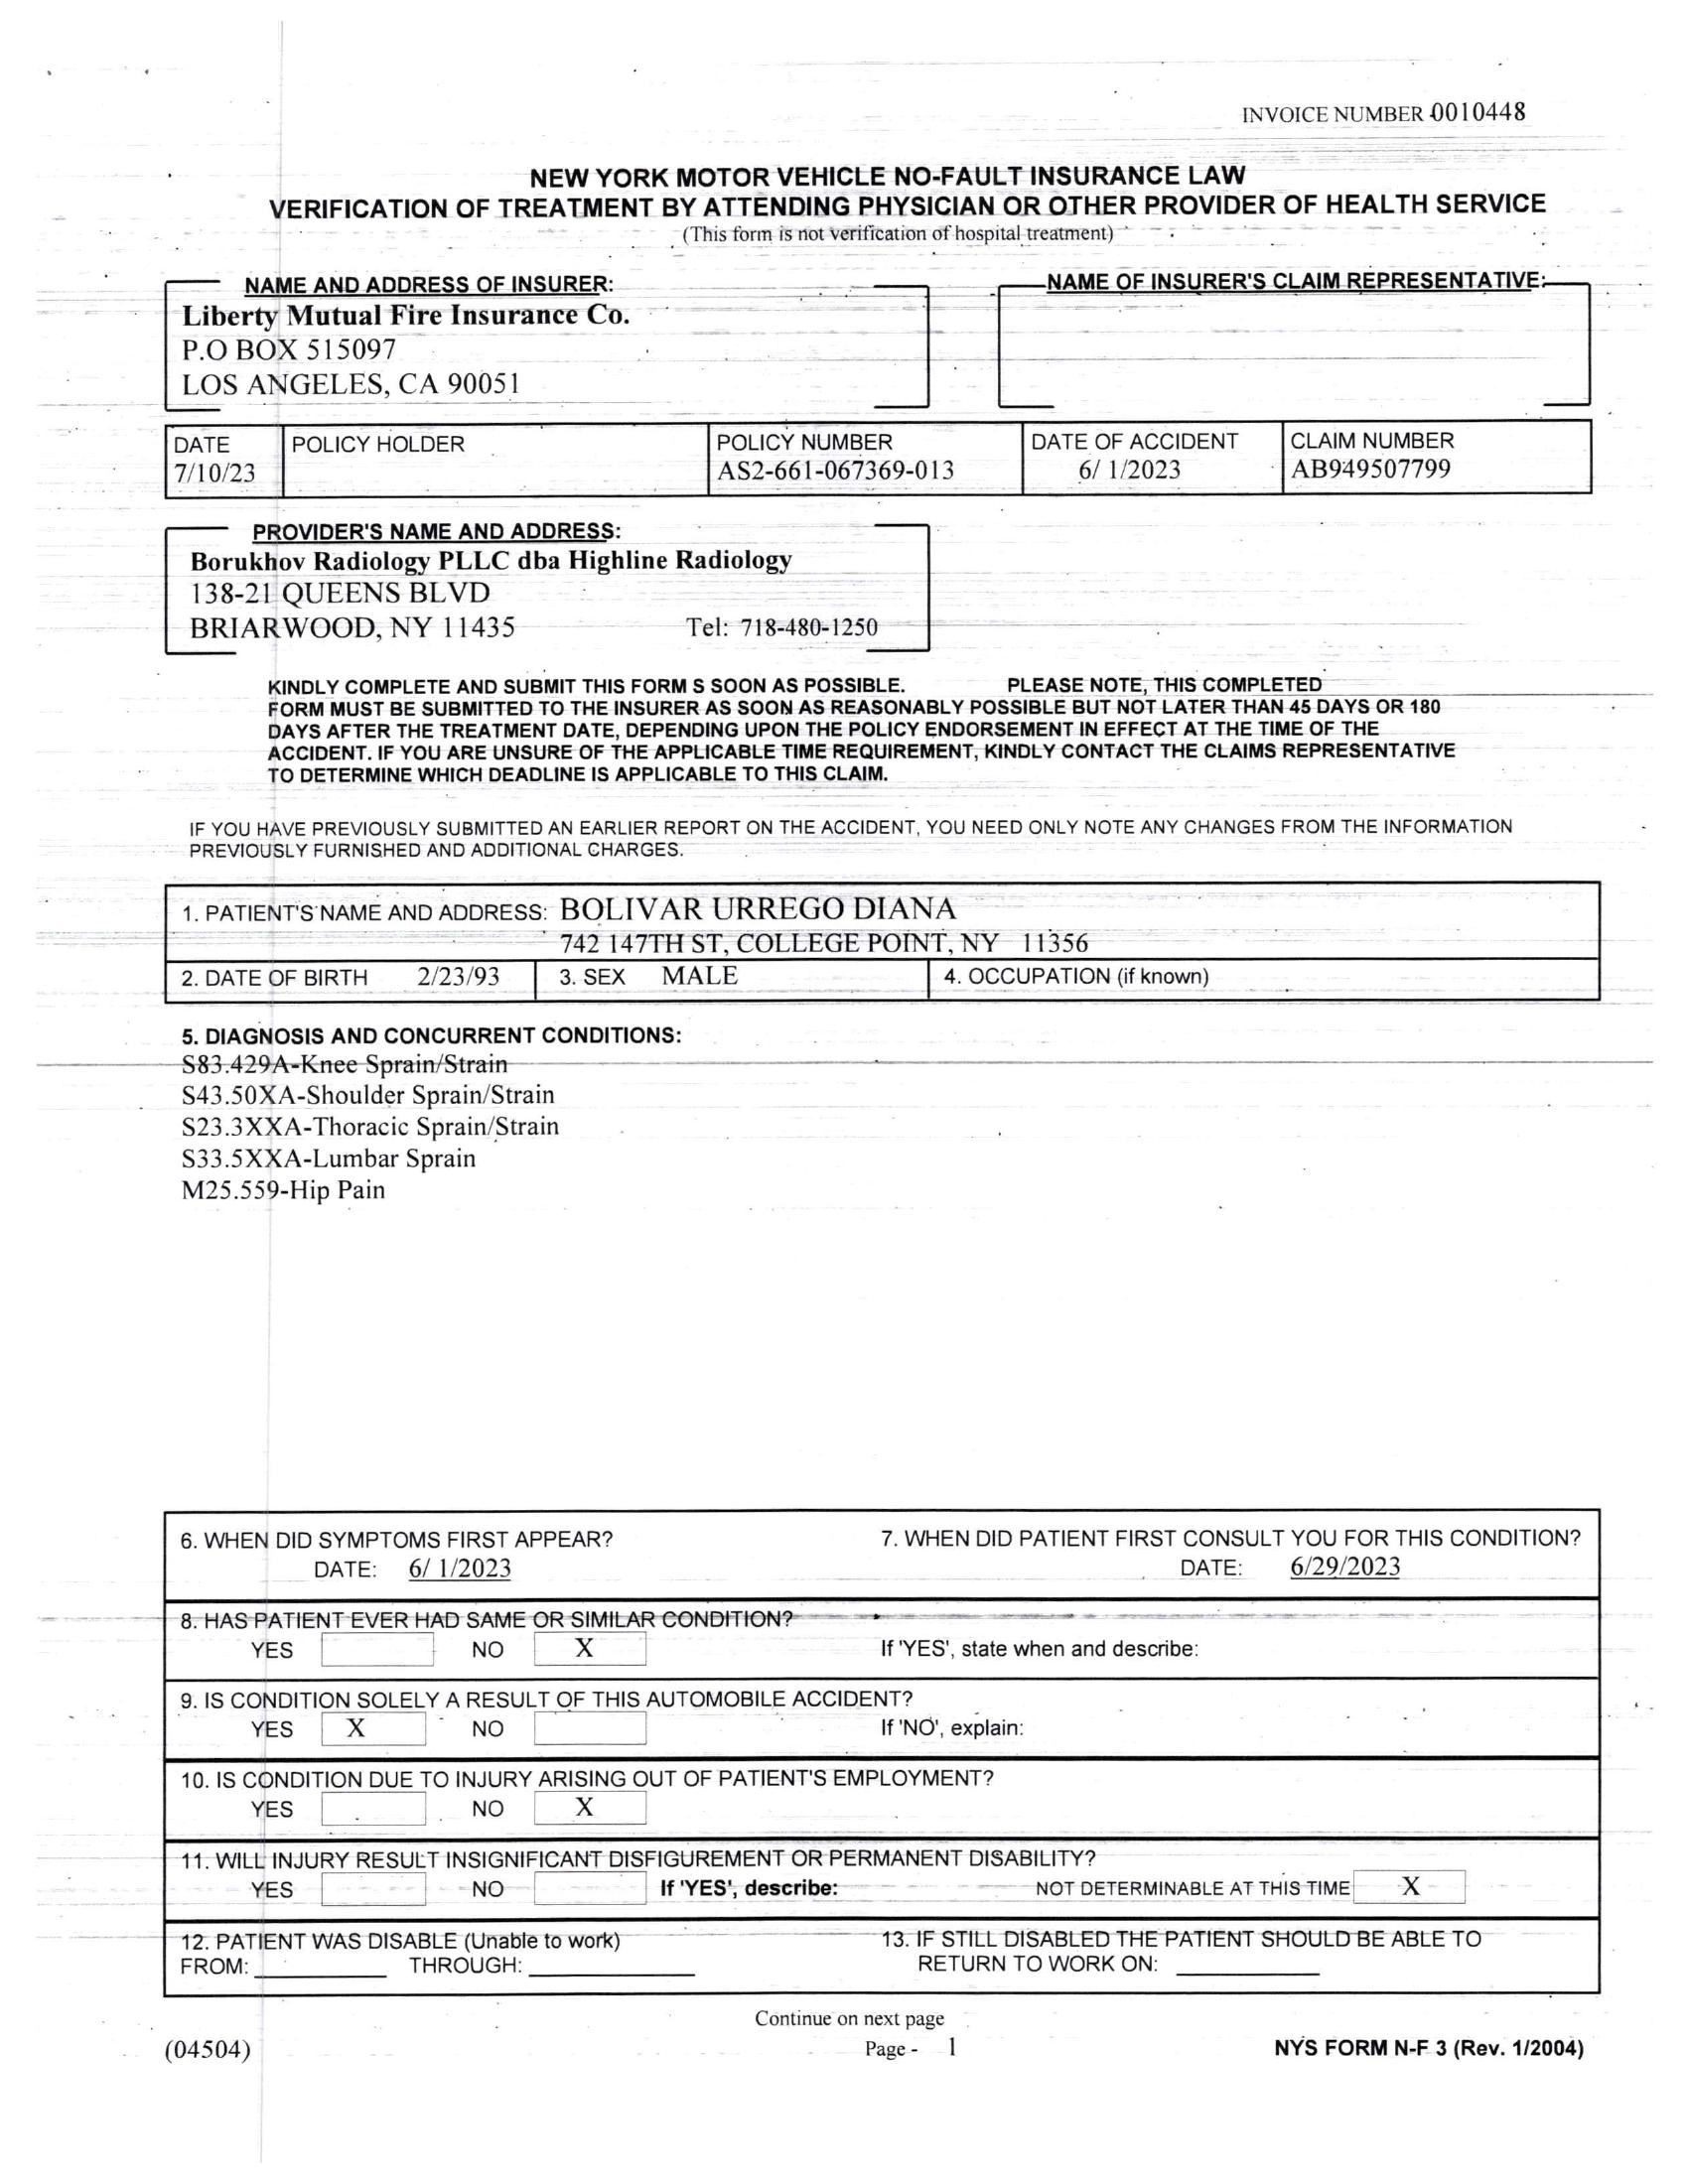 INVOICE NUMBER 0010448
NEW YORK MOTOR VEHICLE NO-FAULT INSURANCE LAW
VERIFICATION OF TREATMENT BY ATTENDING PHYSICIAN OR OTHER PROVIDER OF HEALTH SERVICE
(This form is not verification of hospital treatment)
NAME AND ADDRESS OF INSURER:
Liberty Mutual Fire Insurance Co.
P.O BOX 515097
LOS ANGELES, CA 90051
NAME OF INSURER'S CLAIM REPRESENTATIVE:
DATE POLICY HOLDER POLICY NUMBER DATE OF ACCIDENT CLAIM NUMBER
7/10/23 AS2-661-067369-013 6/ 1/2023 AB949507799
PROVIDER'S NAME AND ADDRESS:
Borukhov Radiology PLLC dba Highline Radiology
138-21 QUEENS BLVD
BRIARWOOD, NY 11435 Tel: 718-480-1250
KINDLY COMPLETE AND SUBMIT THIS FORM S SOON AS POSSIBLE. PLEASE NOTE, THIS COMPLETED
FORM MUST BE SUBMITTED TO THE INSURER AS SOON AS REASONABLY POSSIBLE BUT NOT LATER THAN 45 DAYS OR 180
DAYS AFTER THE TREATMENT DATE, DEPENDING UPON THE POLICY ENDORSEMENT IN EFFECT AT THE TIME OF THE
ACCIDENT. IF YOU ARE UNSURE OF THE APPLICABLE TIME REQUIREMENT, KINDLY CONTACT THE CLAIMS REPRESENTATIVE
TO DETERMINE WHICH DEADLINE IS APPLICABLE TO THIS CLAIM.
IF YOU HAVE PREVIOUSLY SUBMITTED AN EARLIER REPORT ON THE ACCIDENT, YOU NEED ONLY NOTE ANY CHANGES FROM THE INFORMATION
PREVIOUSLY FURNISHED AND ADDITIONAL CHARGES.
1. PATIENT'S NAME AND ADDRESS: BOLIVAR URREGO DIANA
742 147TH ST, COLLEGE POINT, NY 11356
2. DATE OF BIRTH 2/23/93 3. SEX MALE 4. OCCUPATION (if known)
5. DIAGNOSIS AND CONCURRENT CONDITIONS:
S83.429A-Knee Sprain/Strain
S43.50XA-Shoulder Sprain/Strain
S23.3XXA-Thoracic Sprain/Strain
S33.5XXA-Lumbar Sprain
M25.559-Hip Pain
6. WHEN DID SYMPTOMS FIRST APPEAR? 7. WHEN DID PATIENT FIRST CONSULT YOU FOR THIS CONDITION?
DATE: 6/ 1/2023 DATE: 6/29/2023
8. HAS PATIENT EVER HAD SAME OR SIMILAR CONDITION?
YES NO X If 'YES', state when and describe:
9. IS CONDITION SOLELY A RESULT OF THIS AUTOMOBILE ACCIDENT?
YES X NO If 'NO', explain:
10. IS CONDITION DUE TO INJURY ARISING OUT OF PATIENT'S EMPLOYMENT?
YES NO X
11. WILL INJURY RESULT INSIGNIFICANT DISFIGUREMENT OR PERMANENT DISABILITY?
YES NO If 'YES', describe: NOT DETERMINABLE AT THIS TIME X
12. PATIENT WAS DISABLE (Unable to work) 13. IF STILL DISABLED THE PATIENT SHOULD BE ABLE TO
FROM: THROUGH: RETURN TO WORK ON:
Continue on next page
(04504) Page - 1 NYS FORM N-F 3 (Rev. 1/2004)